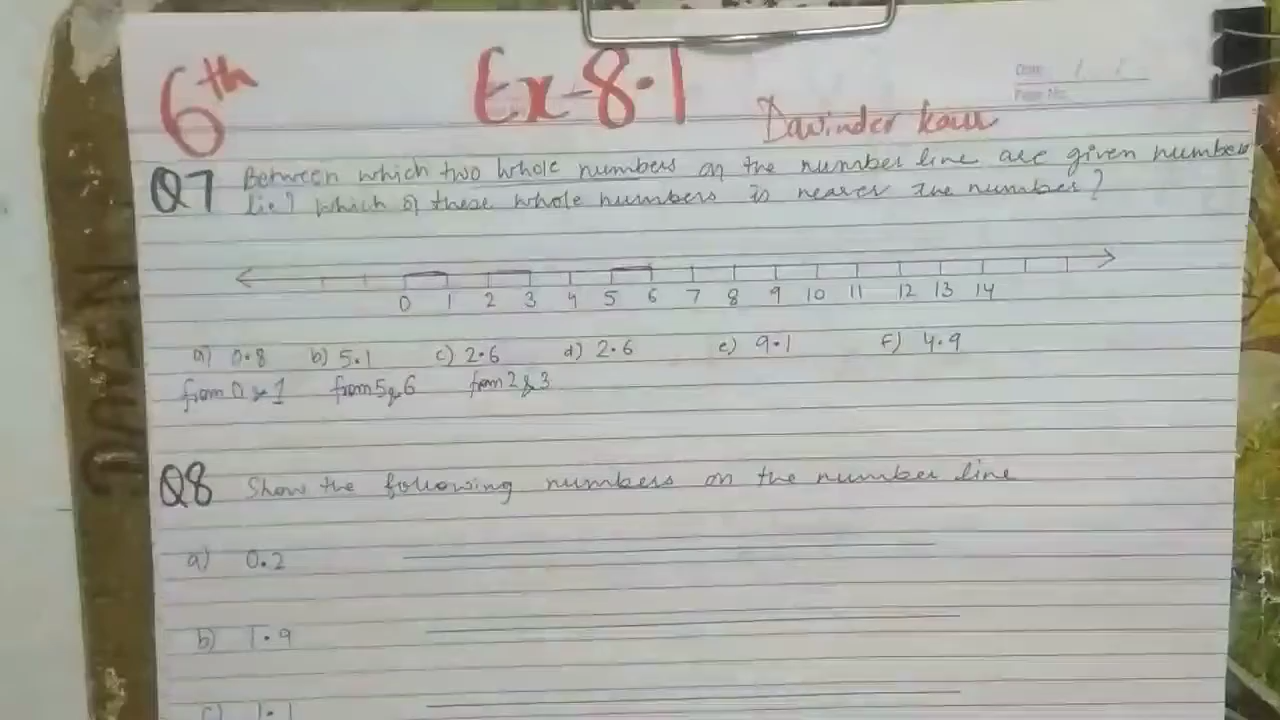 6th Ex-8.1
Date / /
Page No.
Davinder kaur
Q7 Between which two whole numbers on the number line are given numbers
lie? which of these whole numbers is nearer the number?
0 1 2 3 4 5 6 7 8 9 10 11 12 13 14
a) 0.8 b) 5.1 c) 2.6 d) 2.6 e) 9.1 F) 4.9
from 0 & 1 from 5 & 6 from 2 & 3
Q8 Show the following numbers on the number line
a) 0.2
b) 1.9
c) 1.1